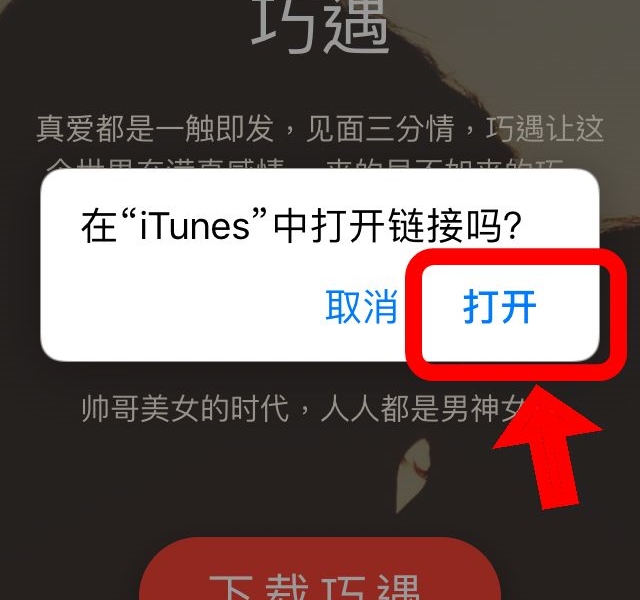 巧遇
真爱都是一触即发，见面三分情，巧遇让这
在“iTunes”中打开链接吗？
取消 打开
帅哥美女的时代，人人都是男神女
下载巧遇